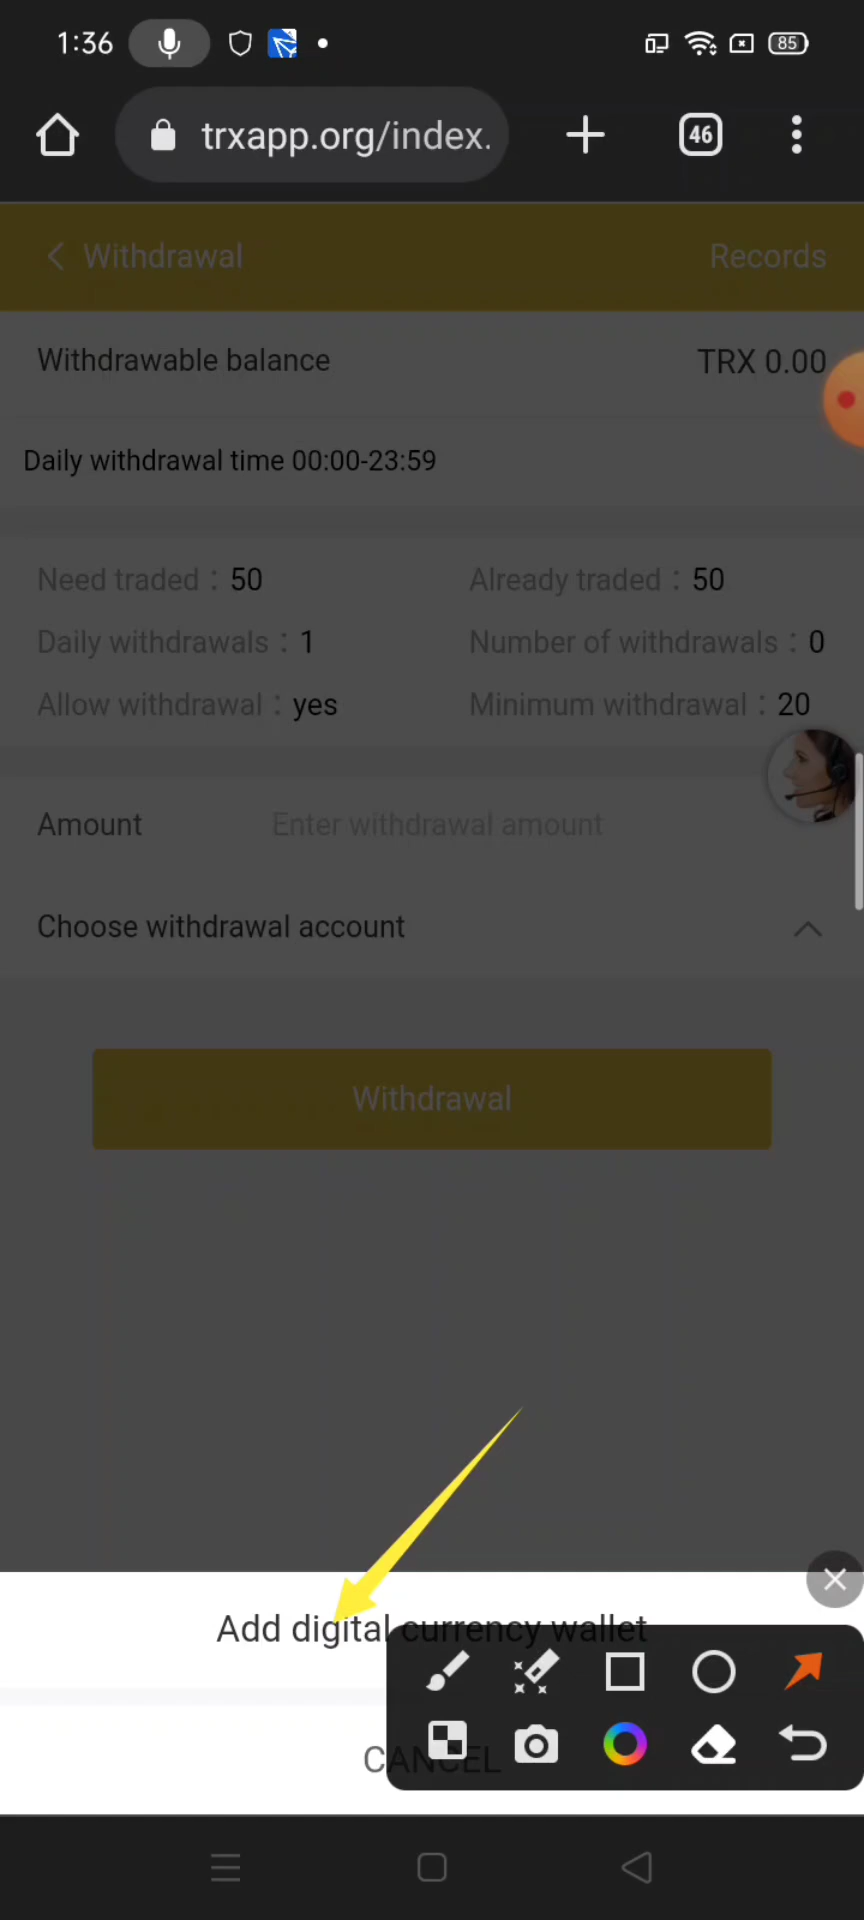 1:36
85
trxapp.org/index.
46
Withdrawal
Records
Withdrawable balance
TRX 0.00
Daily withdrawal time 00:00-23:59
Need traded：50
Already traded：50
Daily withdrawals：1
Number of withdrawals：0
Allow withdrawal：yes
Minimum withdrawal：20
Amount
Enter withdrawal amount
Choose withdrawal account
Withdrawal
Add digital currency wallet
CANCEL